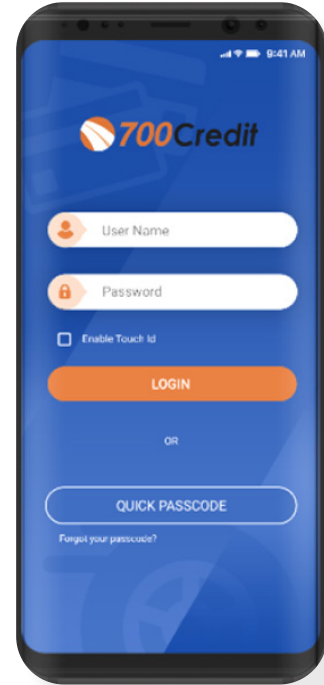 9:41 AM
700Credit
User Name
Password
Enable Touch Id
LOGIN
OR
QUICK PASSCODE
Forgot your passcode?